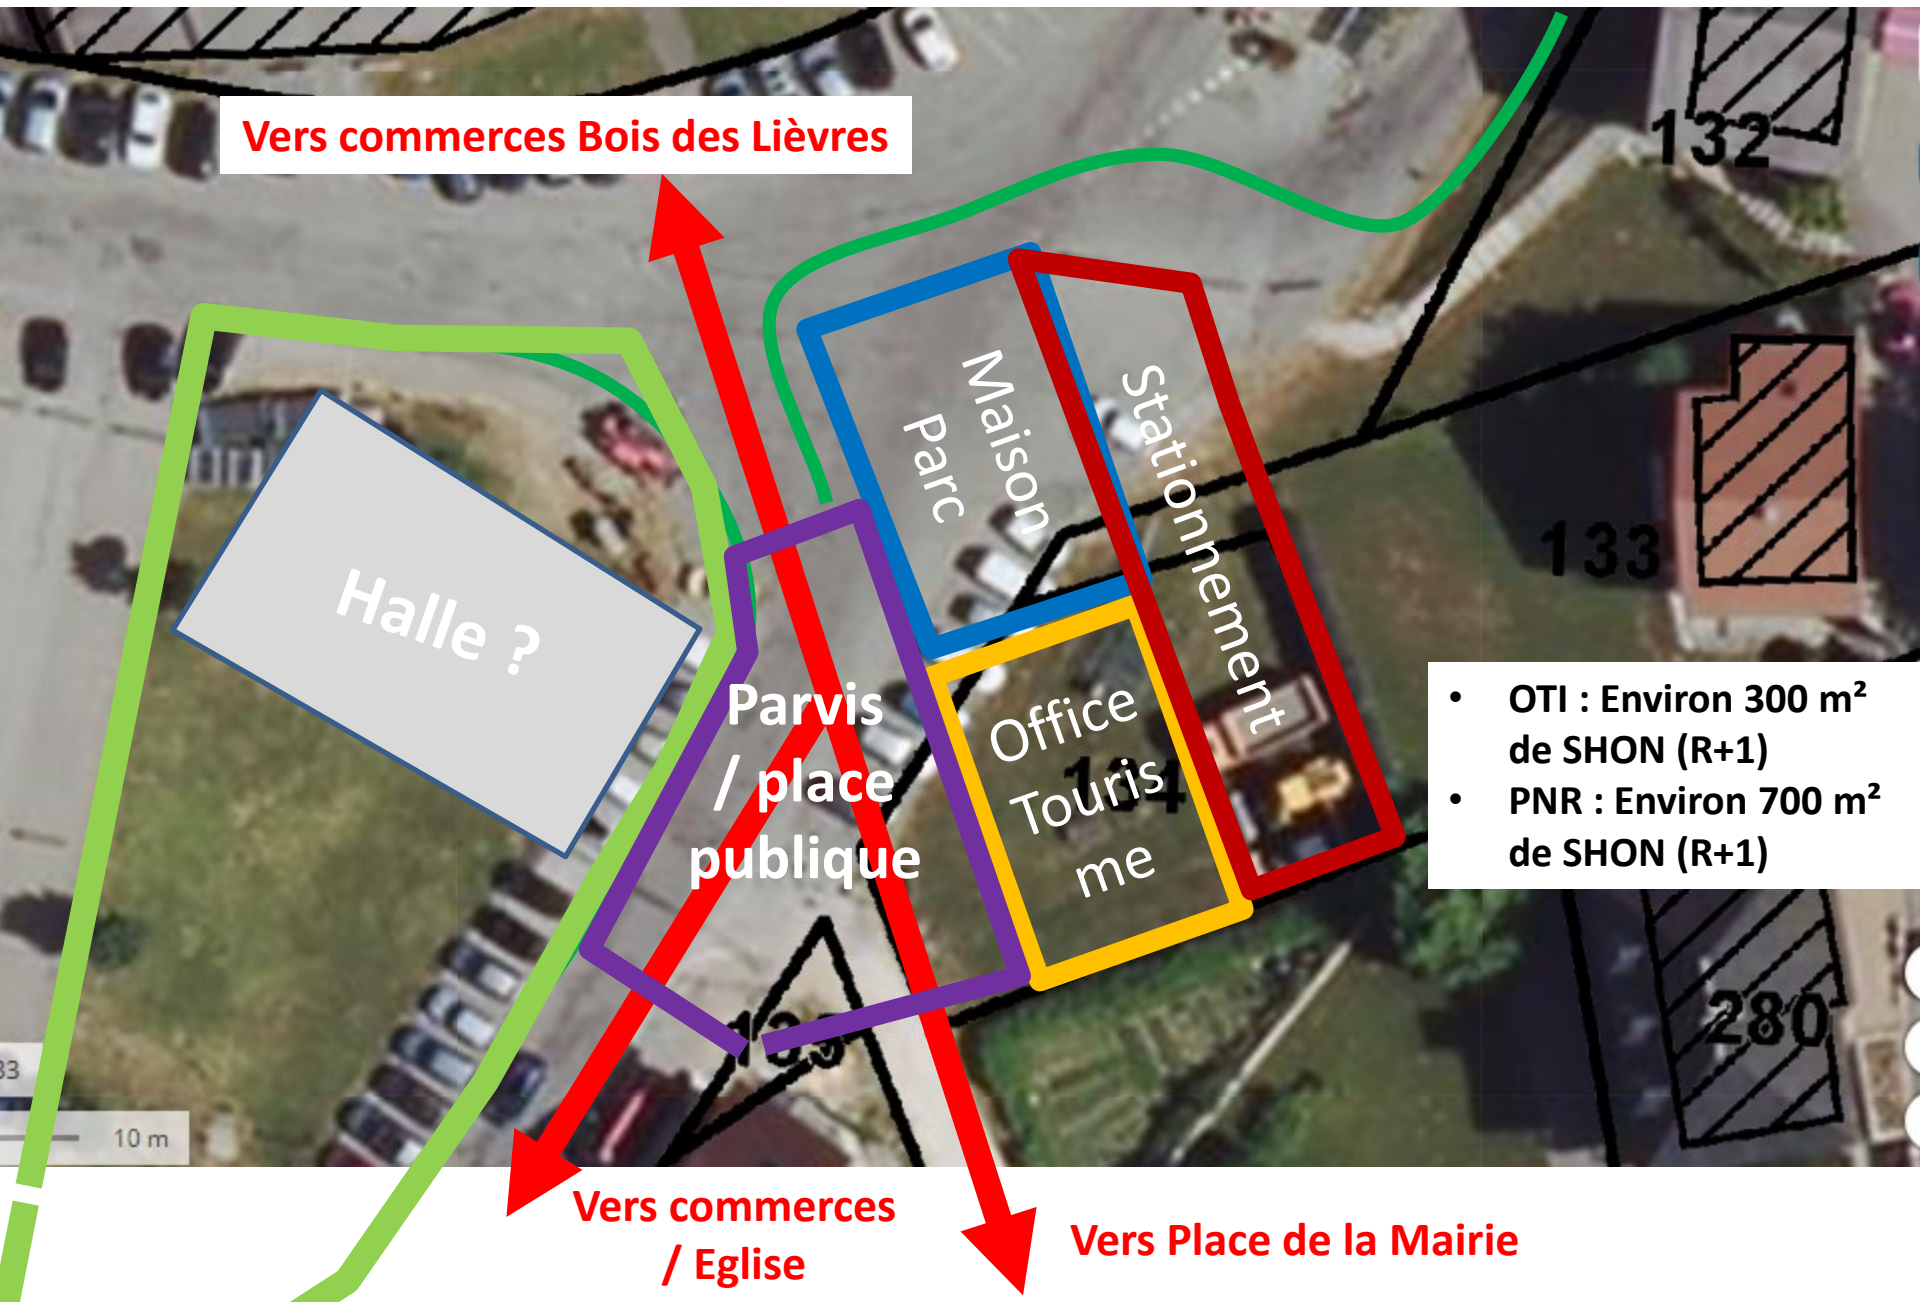 Vers commerces Bois des Lièvres
132
Maison
Parc
Stationnement
133
Halle ?
Parvis
/ place
publique
Office
Touris
me
134
• OTI : Environ 300 m²
de SHON (R+1)
• PNR : Environ 700 m²
de SHON (R+1)
280
33
10 m
Vers commerces
/ Eglise
Vers Place de la Mairie